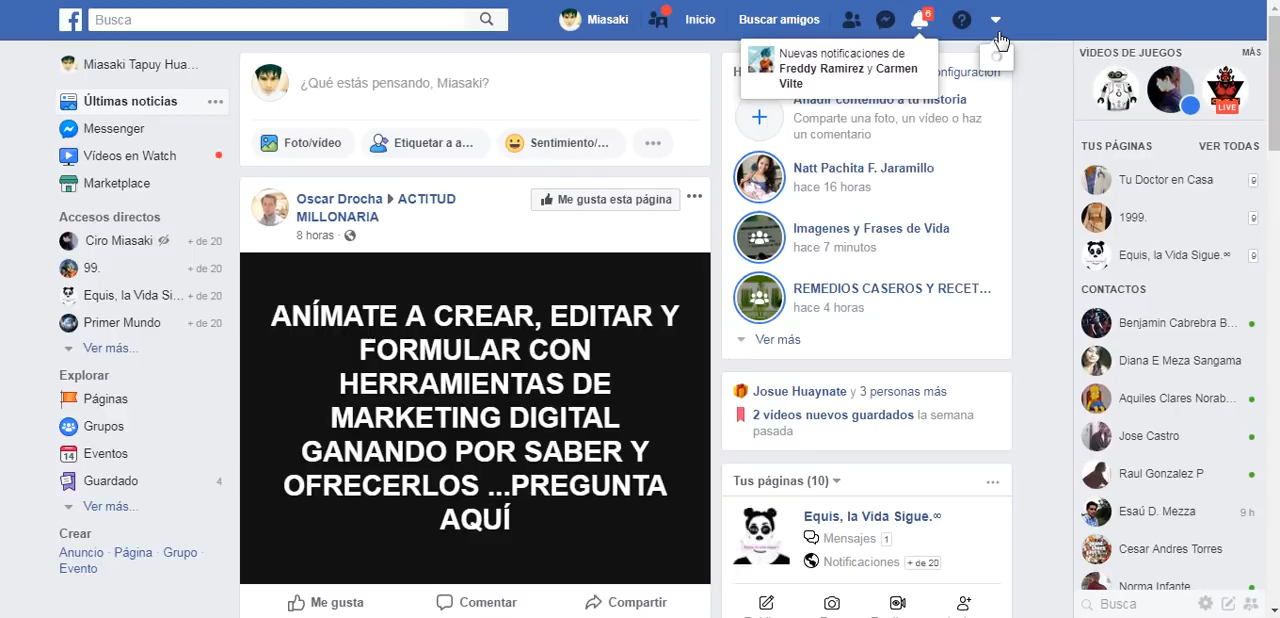 f Busca
Miasaki Inicio Buscar amigos 6
Miasaki Tapuy Hua...
Últimas noticias
Messenger
Vídeos en Watch
Marketplace
Accesos directos
Ciro Miasaki + de 20
99. + de 20
Equis, la Vida Si... + de 20
Primer Mundo + de 20
Ver más...
Explorar
Páginas
Grupos
14 Eventos
Guardado 4
Ver más...
Crear
Anuncio · Página · Grupo ·
Evento
¿Qué estás pensando, Miasaki?
Foto/vídeo Etiquetar a a... Sentimiento/...
Oscar Drocha ACTITUD
MILLONARIA
8 horas ·
Me gusta esta página
ANÍMATE A CREAR, EDITAR Y
FORMULAR CON
HERRAMIENTAS DE
MARKETING DIGITAL
GANANDO POR SABER Y
OFRECERLOS ...PREGUNTA
AQUÍ
Me gusta Comentar Compartir
Nuevas notificaciones de
Freddy Ramirez y Carmen
Vilte
Añadir contenido a tu historia
Comparte una foto, un vídeo o haz
un comentario
Natt Pachita F. Jaramillo
hace 16 horas
Imagenes y Frases de Vida
hace 7 minutos
REMEDIOS CASEROS Y RECET...
hace 4 horas
Ver más
Josue Huaynate y 3 personas más
2 videos nuevos guardados la semana
pasada
Tus páginas (10)
Equis, la Vida Sigue.∞
Mensajes 1
Notificaciones + de 20
VÍDEOS DE JUEGOS MÁS
LIVE
TUS PÁGINAS VER TODAS
Tu Doctor en Casa 9
1999. 9
Equis, la Vida Sigue.∞ 9
CONTACTOS
Benjamin Cabrebra B...
Diana E Meza Sangama
Aquiles Clares Norab...
Jose Castro
Raul Gonzalez P
Esaú D. Mezza 9 h
Cesar Andres Torres
Norma Infante
Busca